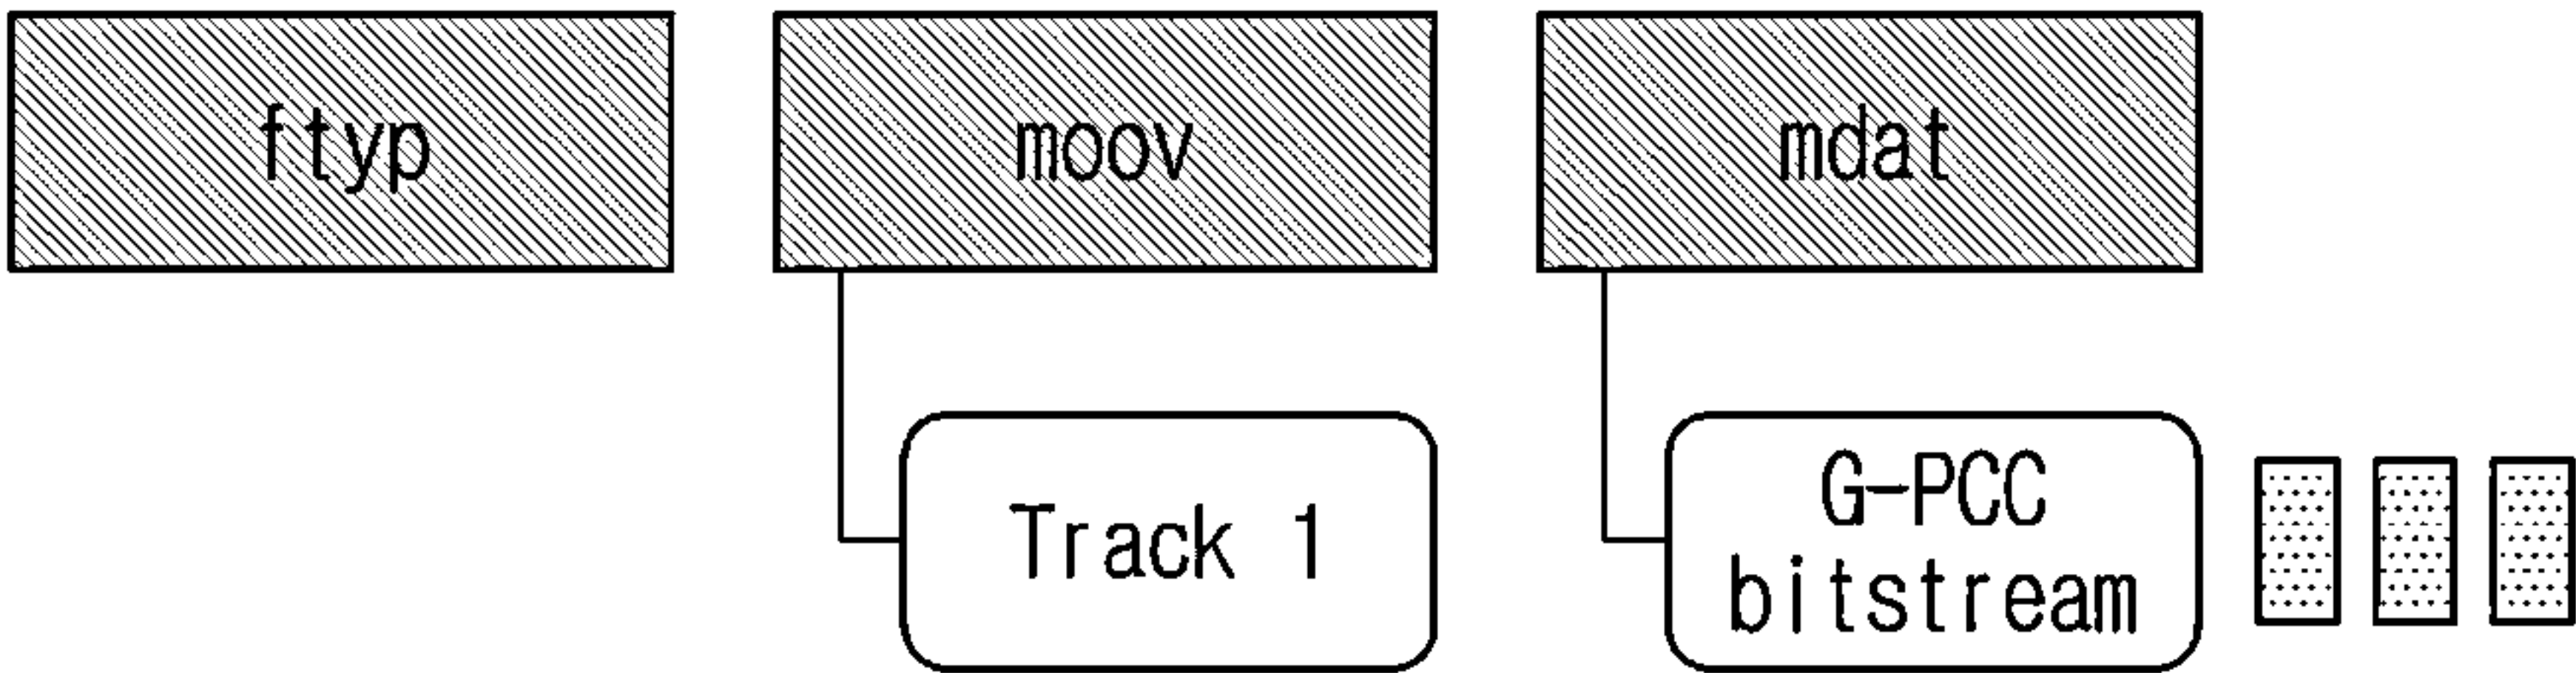 ftyp
moov
mdat
Track 1
G-PCC
bitstream